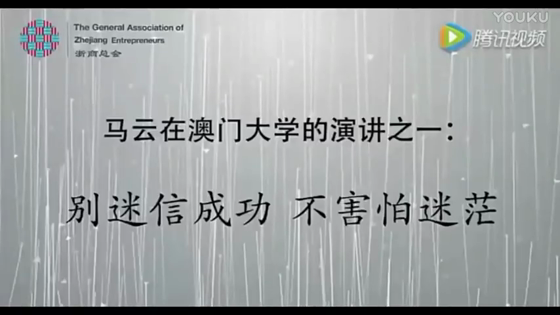 The General Association of
Zhejiang Entrepreneurs
浙商总会
YOUKU
腾讯视频
马云在澳门大学的演讲之一：
别迷信成功 不害怕迷茫